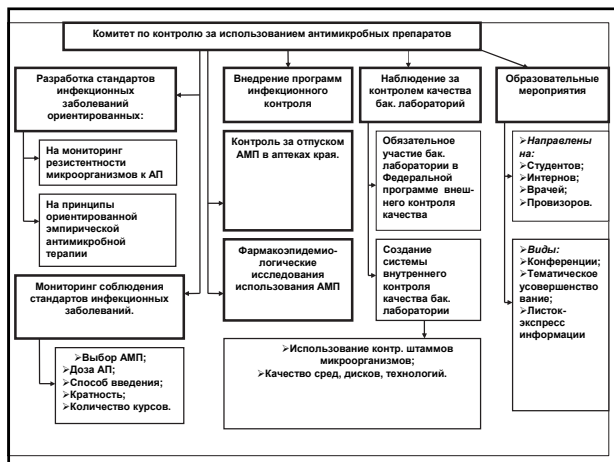 Комитет по контролю за использованием антимикробных препаратов
Разработка стандартов
инфекционных
заболеваний
ориентированных:
На мониторинг
резистентности
микроорганизмов к АП
На принципы
ориентированной
эмпирической
антимикробной
терапии
Мониторинг соблюдения
стандартов инфекционных
заболеваний.
➢Выбор АМП;
➢Доза АП;
➢Способ введения;
➢Кратность;
➢Количество курсов.
Внедрение программ
инфекционного
контроля
Контроль за отпуском
АМП в аптеках края.
Фармакоэпидемио-
логические
исследования
использования АМП
Наблюдение за
контролем качества
бак. лабораторий
Обязательное
участие бак.
лаборатории в
Федеральной
программе внеш-
него контроля
качества
Создание
системы
внутреннего
контроля
качества бак.
лаборатории
➢Использование контр. штаммов
микроорганизмов;
➢Качество сред, дисков, технологий.
Образовательные
мероприятия
➢Направлены
на:
➢Студентов;
➢Интернов;
➢Врачей;
➢Провизоров.
➢Виды:
➢Конференции;
➢Тематическое
усовершенство
вание;
➢Листок-
экспресс
информации